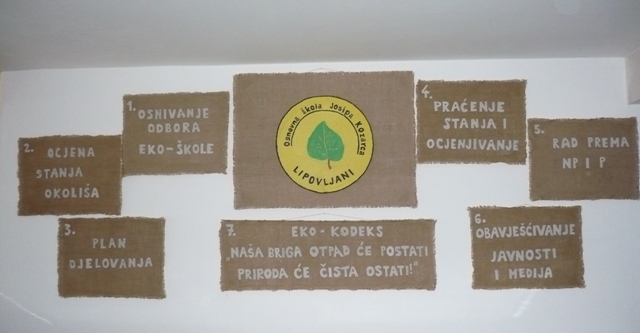 1. OSNIVANJE
ODBORA
EKO-ŠKOLE
2. OCJENA
STANJA
OKOLIŠA
3. PLAN
DJELOVANJA
Osnovna škola Josipa Kozarca
LIPOVLJANI
4. PRAĆENJE
STANJA I
OCJENJIVANJE
5. RAD PREMA
NPIP
6. OBAVJEŠĆIVANJE
JAVNOSTI
I MEDIJA
7. EKO-KODEKS
„NAŠA BRIGA OTPAD ĆE POSTATI
PRIRODA ĆE ČISTA OSTATI!"